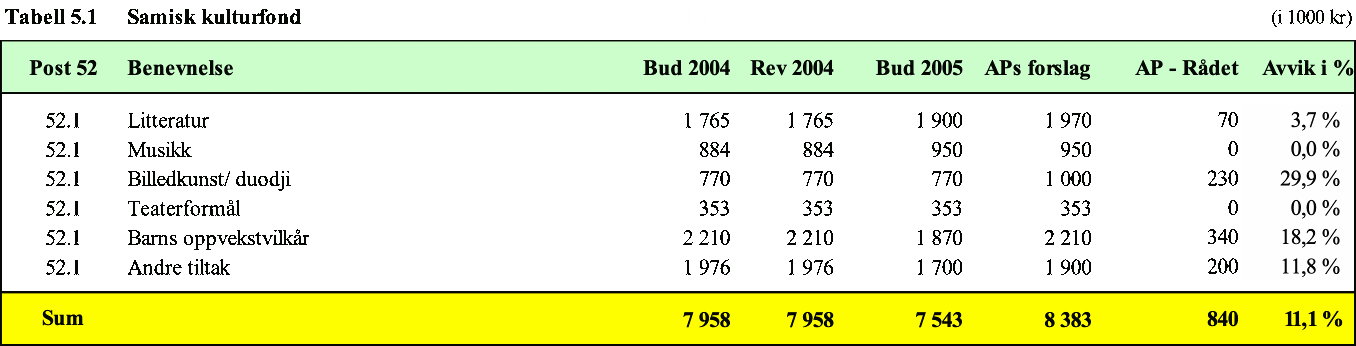 Tabell 5.1 Samisk kulturfond (i 1000 kr)
Post 52 Benevnelse Bud 2004 Rev 2004 Bud 2005 APs forslag AP - Rådet Avvik i %
52.1 Litteratur 1 765 1 765 1 900 1 970 70 3,7 %
52.1 Musikk 884 884 950 950 0 0,0 %
52.1 Billedkunst/ duodji 770 770 770 1 000 230 29,9 %
52.1 Teaterformål 353 353 353 353 0 0,0 %
52.1 Barns oppvekstvilkår 2 210 2 210 1 870 2 210 340 18,2 %
52.1 Andre tiltak 1 976 1 976 1 700 1 900 200 11,8 %
Sum 7 958 7 958 7 543 8 383 840 11,1 %